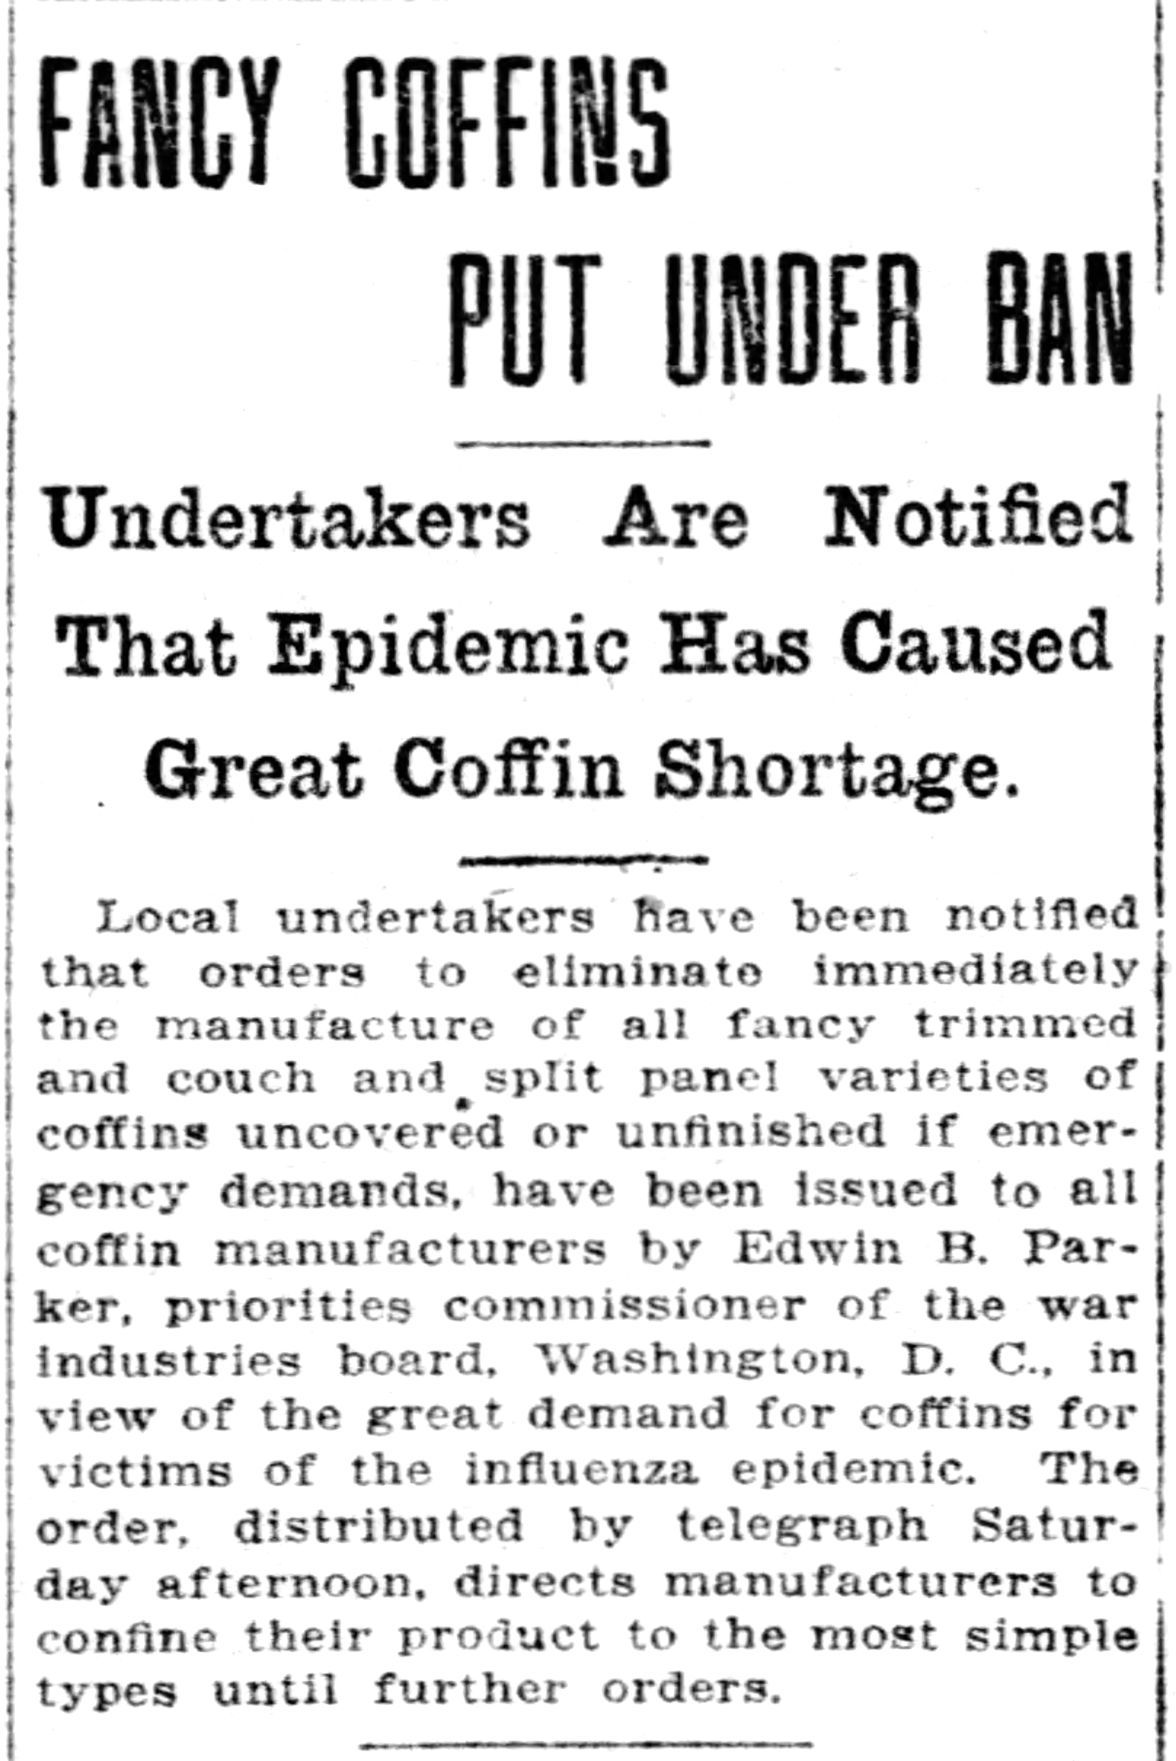 FANCY COFFINS
PUT UNDER BAN
Undertakers Are Notified
That Epidemic Has Caused
Great Coffin Shortage.
Local undertakers have been notified
that orders to eliminate immediately
the manufacture of all fancy trimmed
and couch and split panel varieties of
coffins uncovered or unfinished if emer-
gency demands, have been issued to all
coffin manufacturers by Edwin B. Par-
ker, priorities commissioner of the war
industries board, Washington, D. C., in
view of the great demand for coffins for
victims of the influenza epidemic. The
order, distributed by telegraph Satur-
day afternoon, directs manufacturers to
confine their product to the most simple
types until further orders.